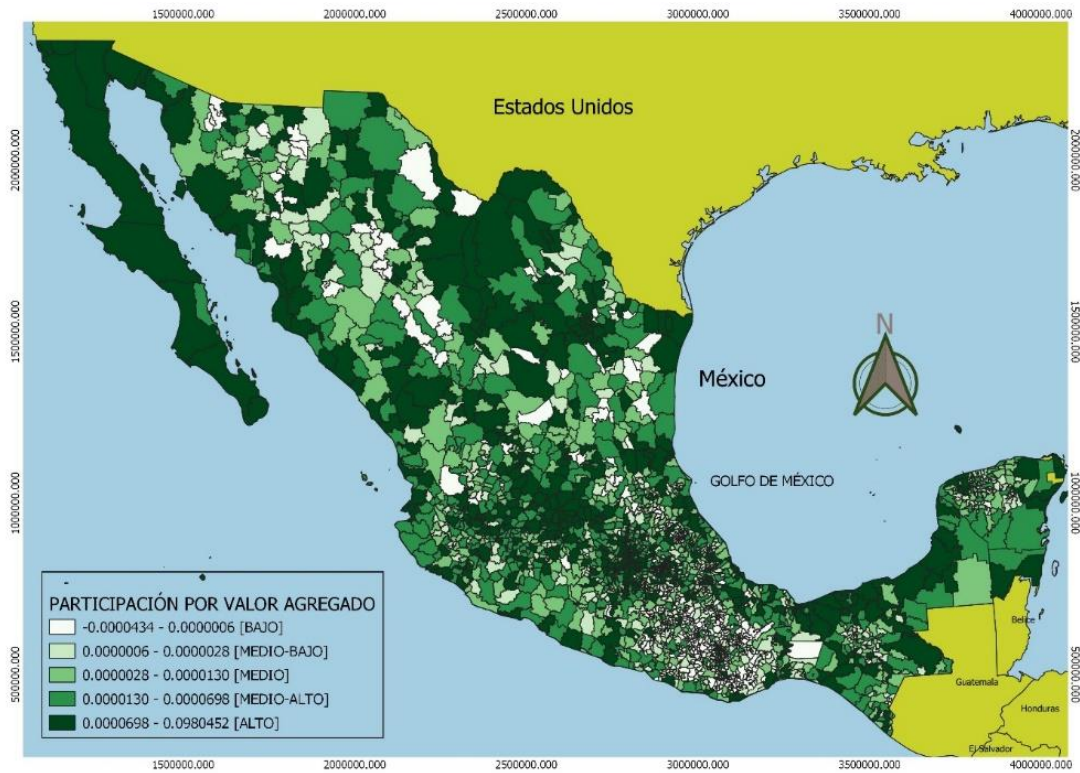 1500000.000 2000000.000 2500000.000 3000000.000 3500000.000 4000000.000
2000000.000
1500000.000
1000000.000
500000.000
Estados Unidos
N
México
GOLFO DE MÉXICO
Belice
Guatemala
Honduras
El Salvador
PARTICIPACIÓN POR VALOR AGREGADO
-0.0000434 - 0.0000006 [BAJO]
0.0000006 - 0.0000028 [MEDIO-BAJO]
0.0000028 - 0.0000130 [MEDIO]
0.0000130 - 0.0000698 [MEDIO-ALTO]
0.0000698 - 0.0980452 [ALTO]
2000000.000
1500000.000
1000000.000
500000.000
1500000.000 2000000.000 2500000.000 3000000.000 3500000.000 4000000.000